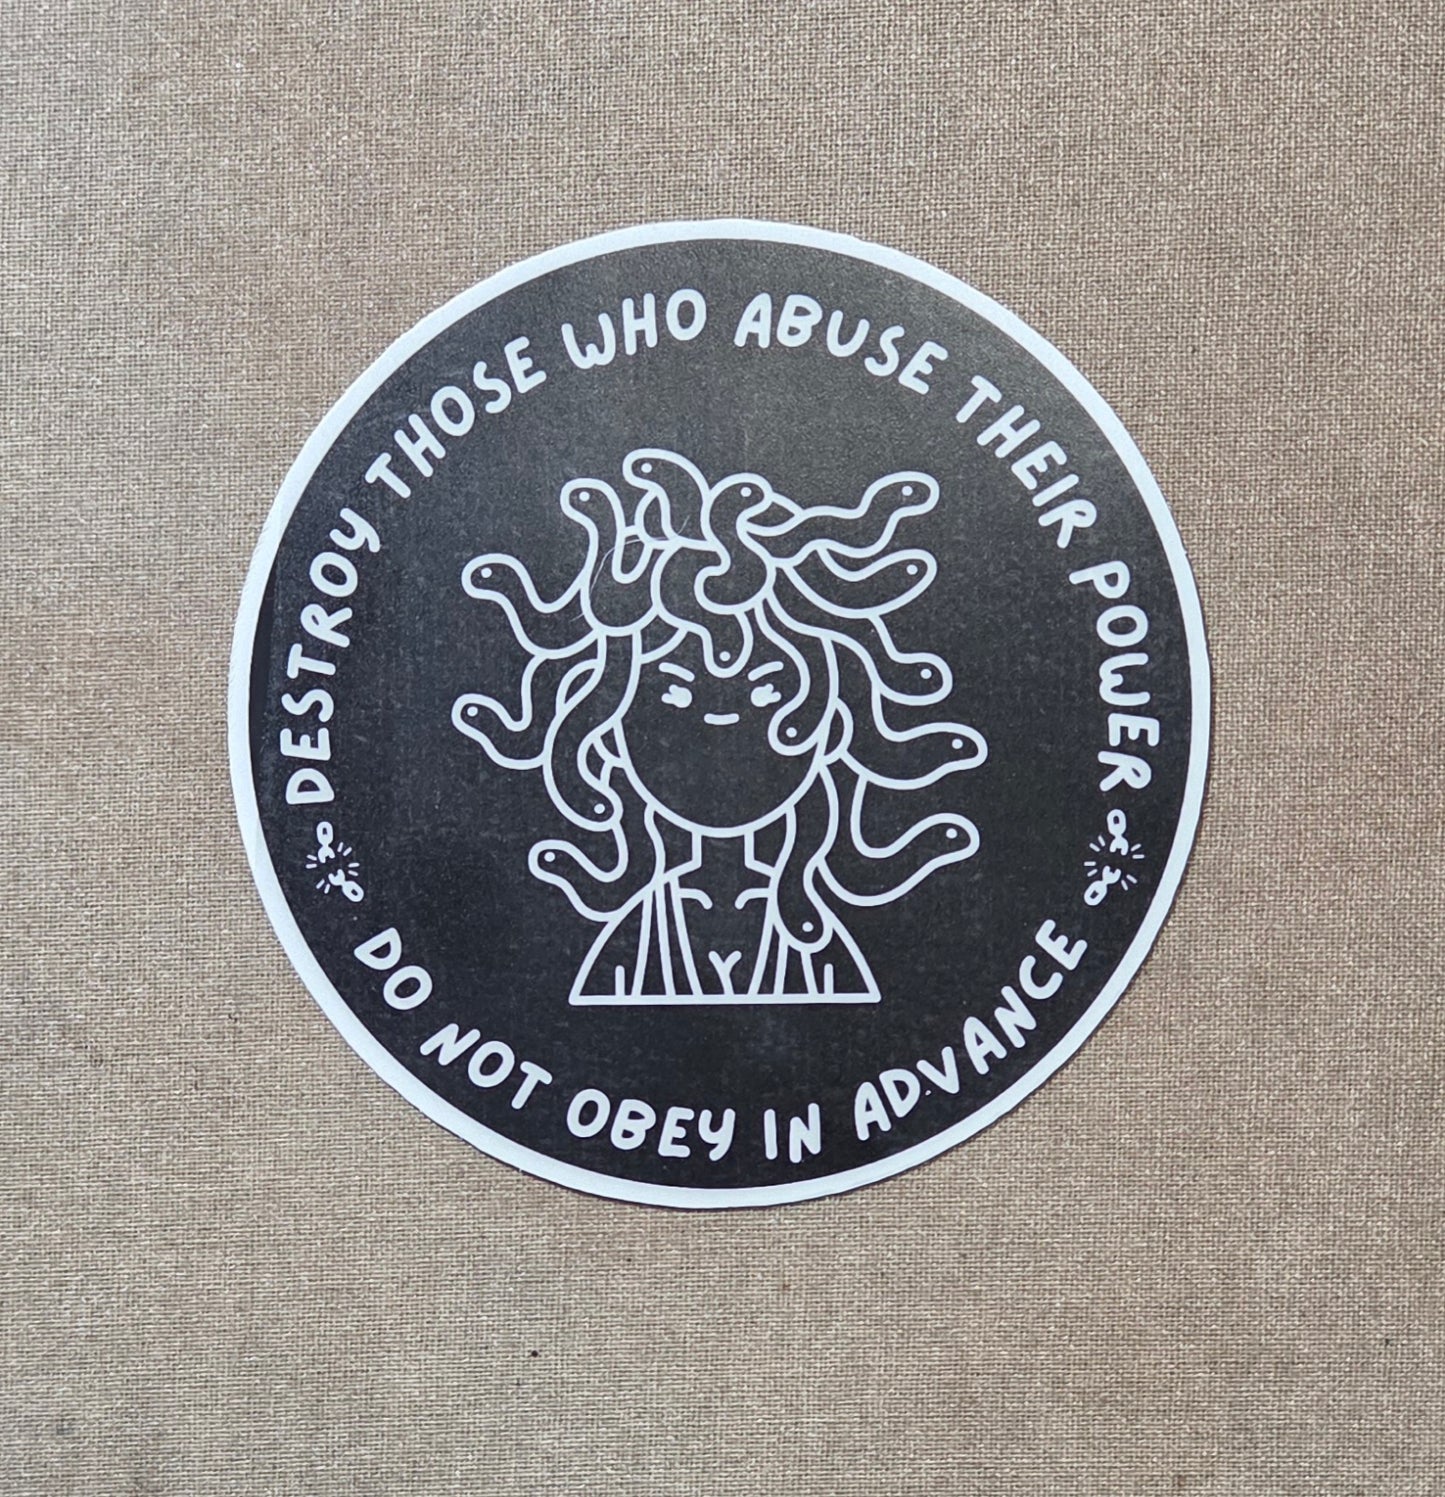 DESTROY THOSE WHO ABUSE THEIR POWER
DO NOT OBEY IN ADVANCE